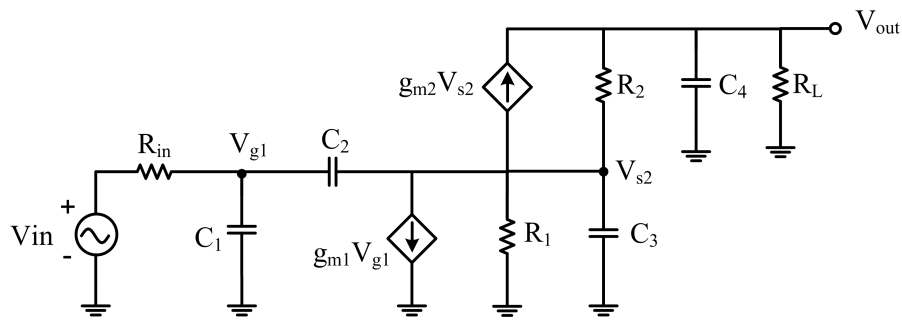 V_out
g_m2V_s2
R_2
C_4
R_L
R_in
V_g1
C_2
V_s2
+
Vin
-
C_1
g_m1V_g1
R_1
C_3